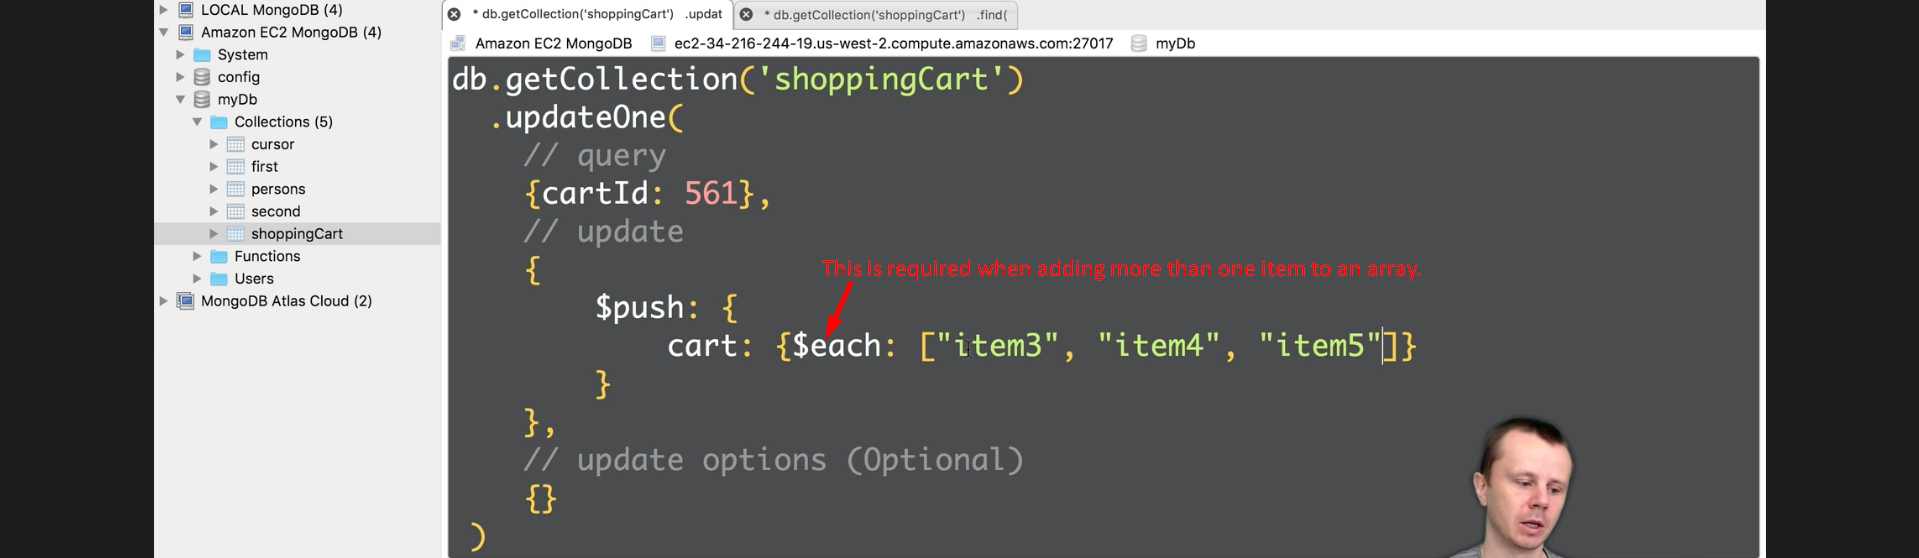 LOCAL MongoDB (4)
Amazon EC2 MongoDB (4)
System
config
myDb
Collections (5)
cursor
first
persons
second
shoppingCart
Functions
Users
MongoDB Atlas Cloud (2)
* db.getCollection('shoppingCart') .updat
* db.getCollection('shoppingCart') .find(
Amazon EC2 MongoDB ec2-34-216-244-19.us-west-2.compute.amazonaws.com:27017 myDb
db.getCollection('shoppingCart')
.updateOne(
// query
{cartId: 561},
// update
{
This is required when adding more than one item to an array.
$push: {
cart: {$each: ["item3", "item4", "item5"]}
}
},
// update options (Optional)
{}
)